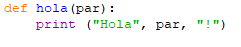 def hola(par):
    print ("Hola", par, "!")